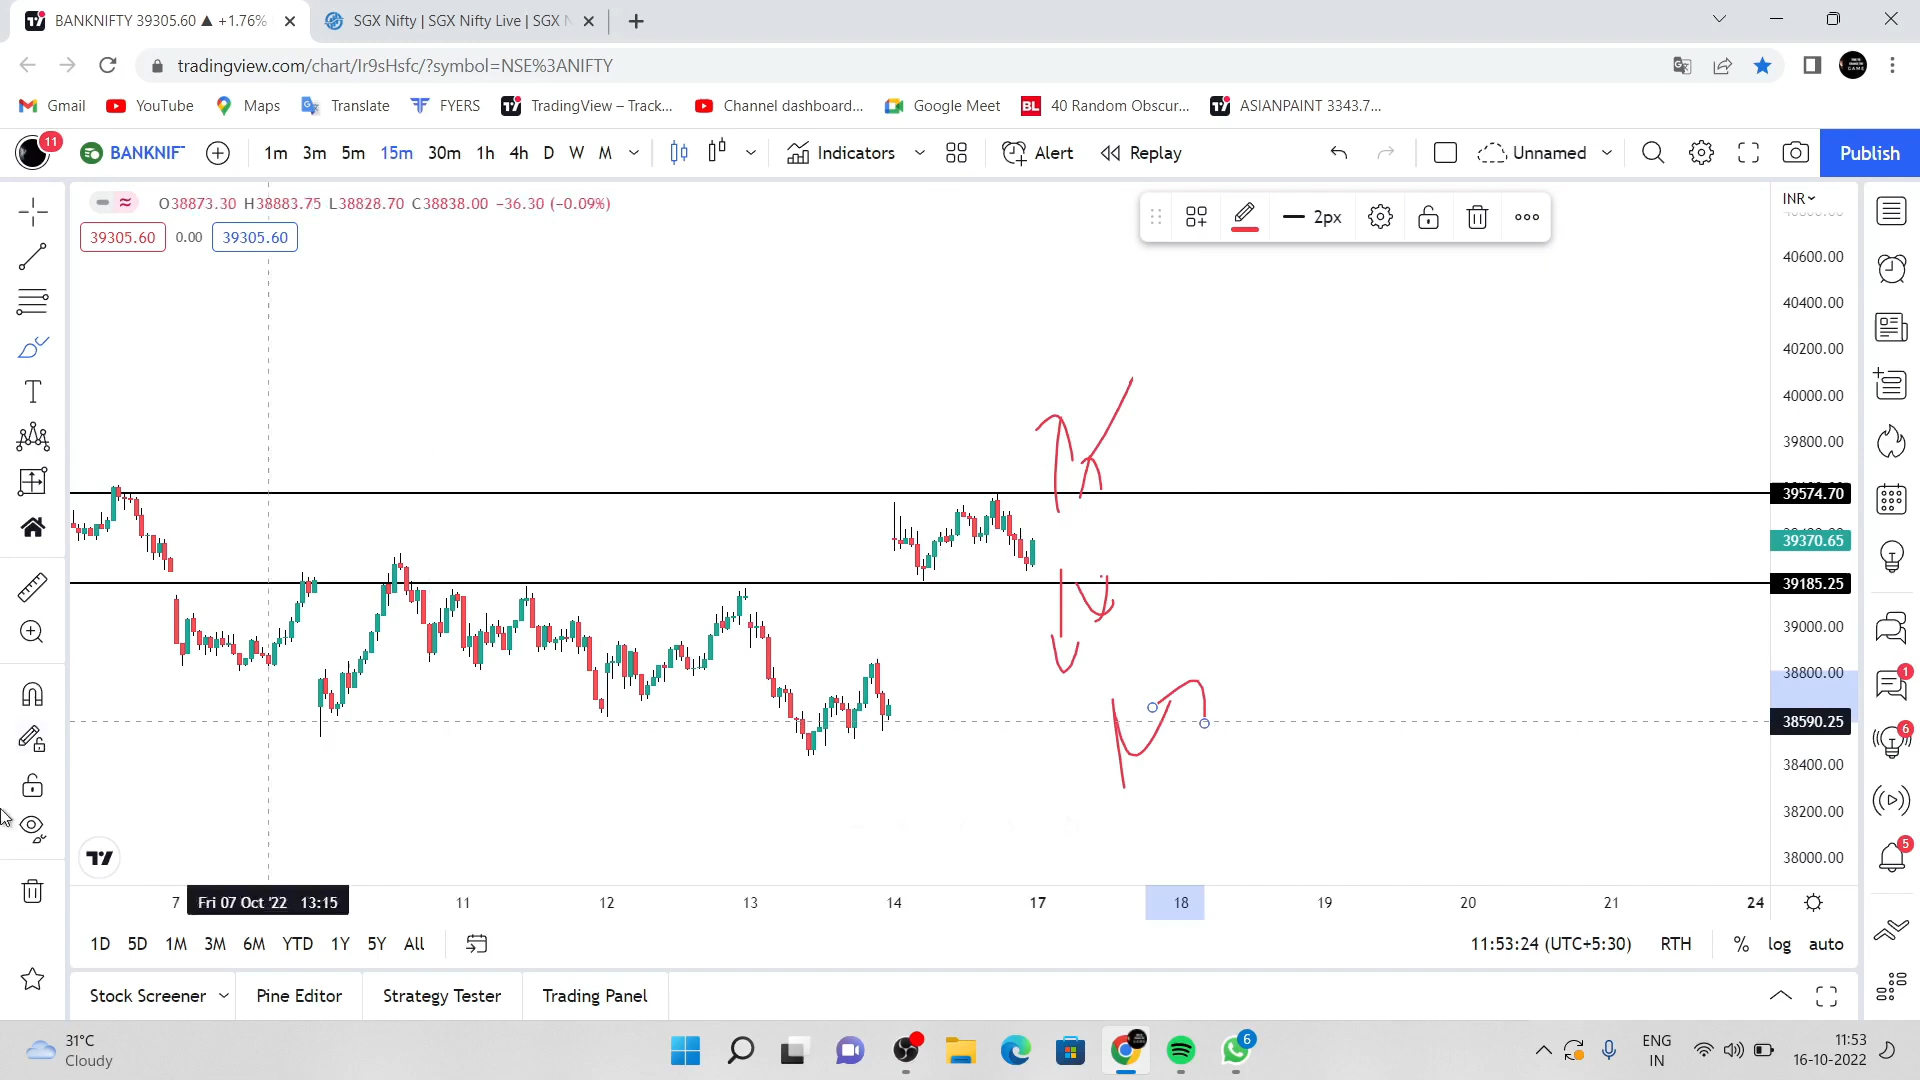 BANKNIFTY 39305.60 ▲ +1.76%
SGX Nifty | SGX Nifty Live | SGX
tradingview.com/chart/Ir9sHsfc/?symbol=NSE%3ANIFTY
Gmail YouTube Maps Translate FYERS TradingView – Track... Channel dashboard... Google Meet BL 40 Random Obscur... ASIANPAINT 3343.7...
11 BANKNIF 1m 3m 5m 15m 30m 1h 4h D W M Indicators Alert Replay Unnamed Publish
O38873.30 H38883.75 L38828.70 C38838.00 −36.30 (−0.09%)
INR
39305.60 0.00 39305.60
2px
40600.00
40400.00
40200.00
40000.00
39800.00
39574.70
39370.65
39185.25
39000.00
38800.00
38590.25
38400.00
38200.00
38000.00
1
6
5
7 Fri 07 Oct '22 13:15 11 12 13 14 17 18 19 20 21 24
1D 5D 1M 3M 6M YTD 1Y 5Y All 11:53:24 (UTC+5:30) RTH % log auto
Stock Screener Pine Editor Strategy Tester Trading Panel
31°C
Cloudy
6
ENG
IN
11:53
16-10-2022